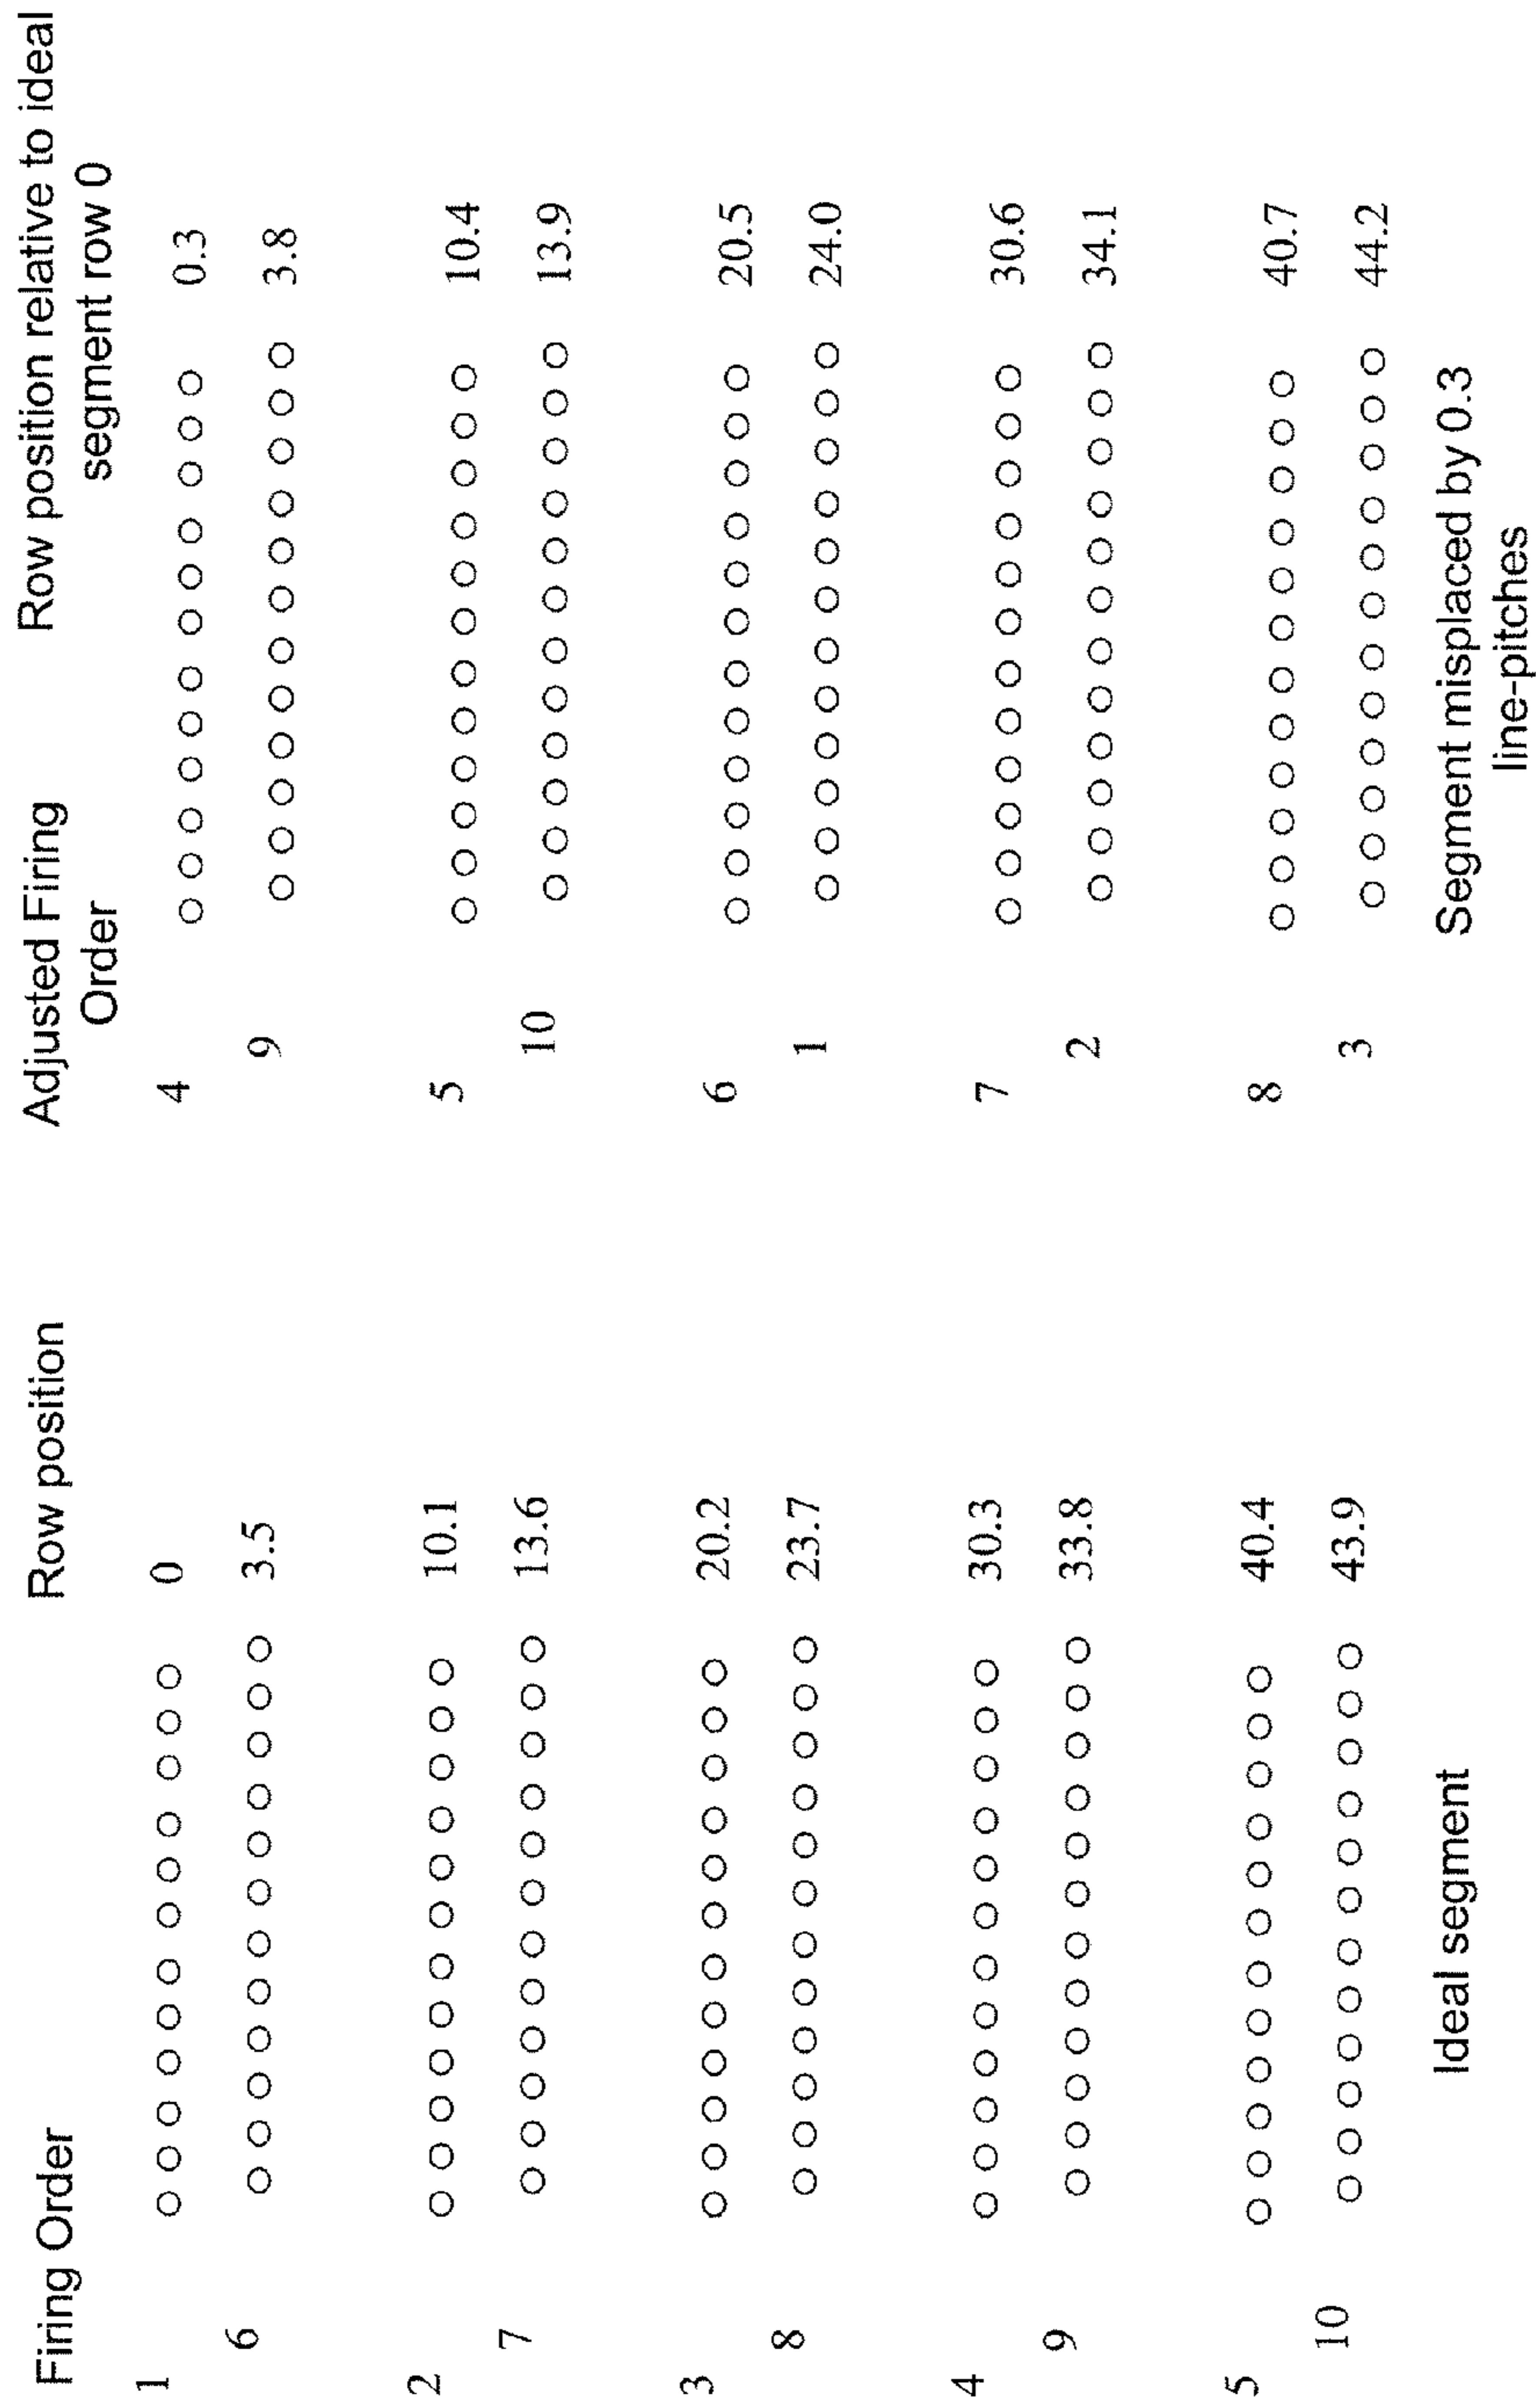 Firing Order
Row position
1 0
6 3.5
2 10.1
7 13.6
3 20.2
8 23.7
4 30.3
9 33.8
5 40.4
10 43.9
Ideal segment
Adjusted Firing
Order
Row position relative to ideal
segment row 0
4 0.3
9 3.8
5 10.4
10 13.9
6 20.5
1 24.0
7 30.6
2 34.1
8 40.7
3 44.2
Segment misplaced by 0.3
line-pitches